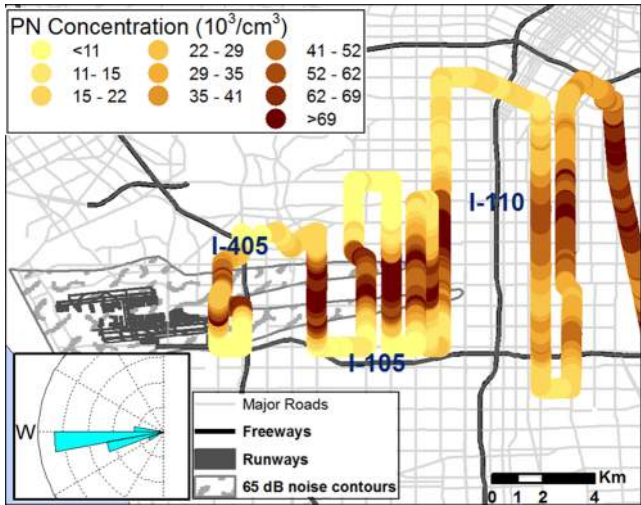 PN Concentration (10³/cm³)
<11
11- 15
15 - 22
22 - 29
29 - 35
35 - 41
41 - 52
52 - 62
62 - 69
>69
I-110
I-405
I-105
W
Major Roads
Freeways
Runways
65 dB noise contours
Km
0 1 2 4